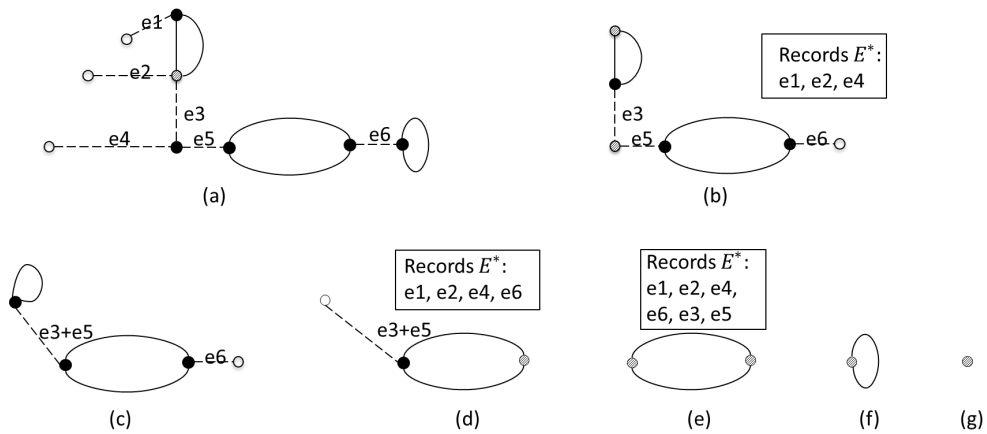 e1
e2
e3
e4
e5
e6
(a)
Records E*:
e1, e2, e4
e3
e5
e6
(b)
e3+e5
e6
(c)
Records E*:
e1, e2, e4, e6
e3+e5
(d)
Records E*:
e1, e2, e4,
e6, e3, e5
(e)
(f)
(g)